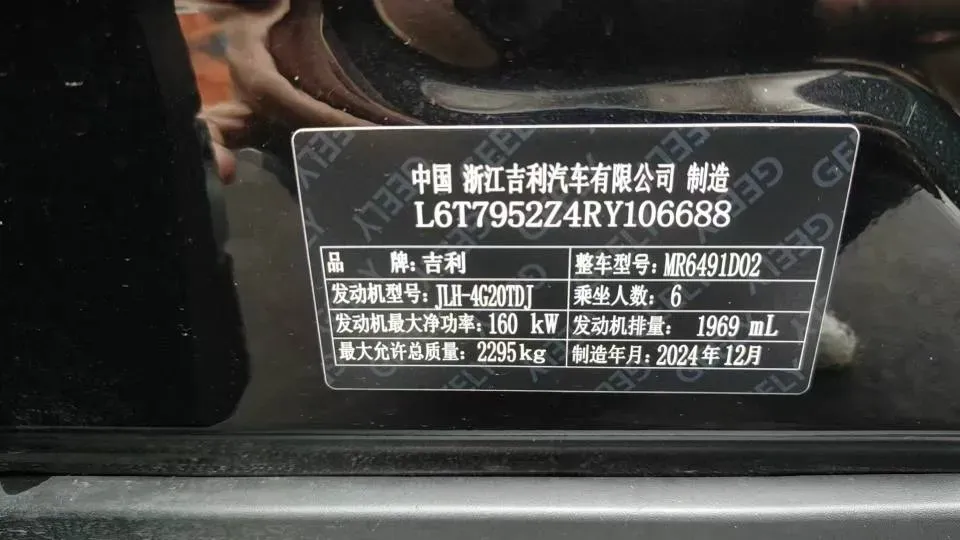 中国 浙江吉利汽车有限公司 制造
L6T7952Z4RY106688
品 牌：吉利 整车型号：MR6491D02
发动机型号：JLH-4G20TDJ 乘坐人数：6
发动机最大净功率：160 kW 发动机排量：1969 mL
最大允许总质量：2295kg 制造年月：2024年12月
GEELY